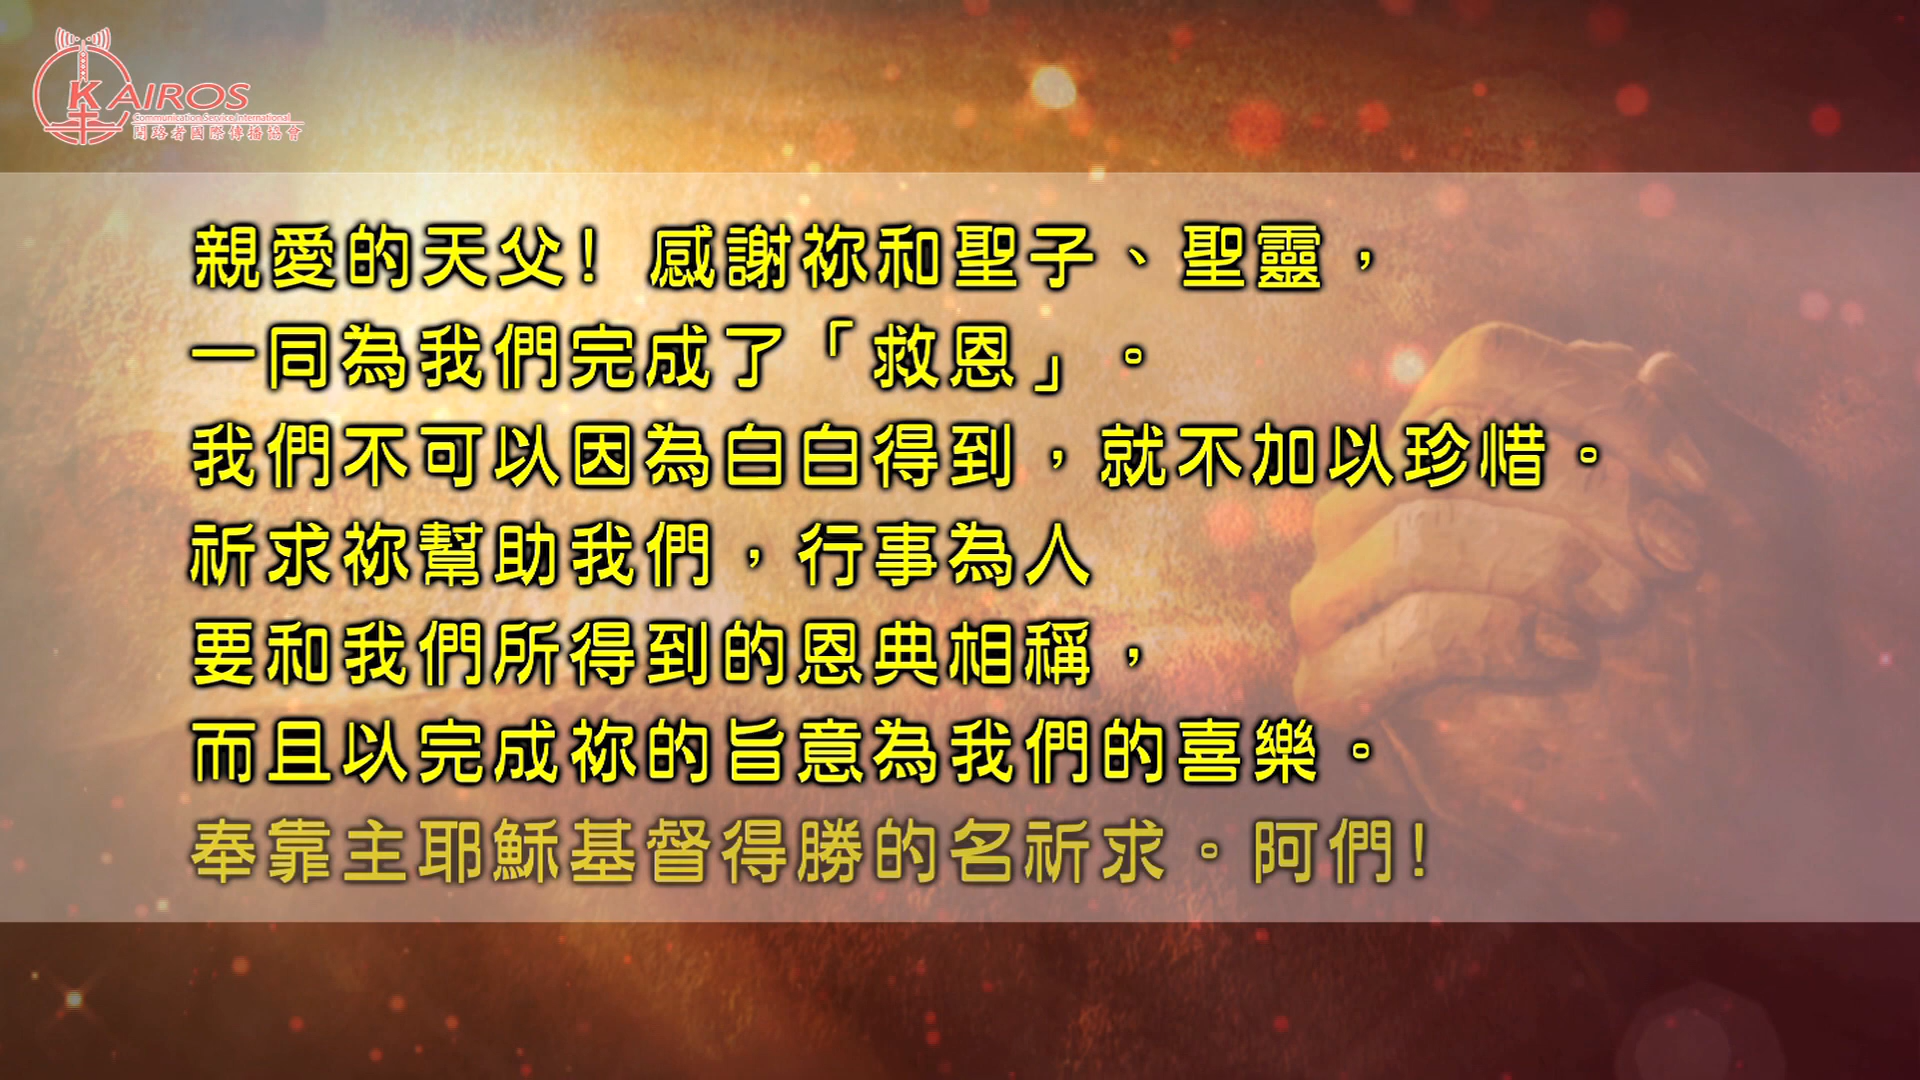 KAIROS
Communication Service International
開路者國際傳播協會
親愛的天父！感謝祢和聖子、聖靈，
一同為我們完成了「救恩」。
我們不可以因為白白得到，就不加以珍惜。
祈求祢幫助我們，行事為人
要和我們所得到的恩典相稱，
而且以完成祢的旨意為我們的喜樂。
奉靠主耶穌基督得勝的名祈求。阿們！